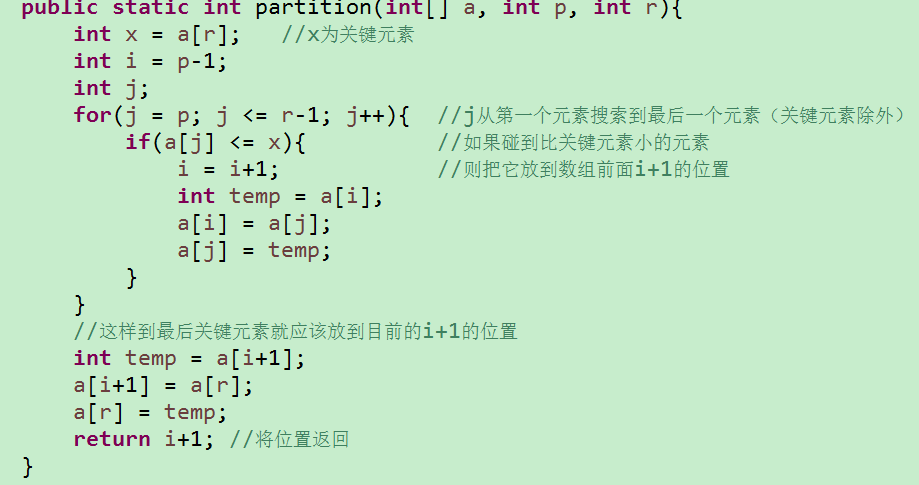 public static int partition(int[] a, int p, int r){
    int x = a[r];   //x为关键元素
    int i = p-1;
    int j;
    for(j = p; j <= r-1; j++){  //j从第一个元素搜索到最后一个元素（关键元素除外）
        if(a[j] <= x){          //如果碰到比关键元素小的元素
            i = i+1;            //则把它放到数组前面i+1的位置
            int temp = a[i];
            a[i] = a[j];
            a[j] = temp;
        }
    }
    //这样到最后关键元素就应该放到目前的i+1的位置
    int temp = a[i+1];
    a[i+1] = a[r];
    a[r] = temp;
    return i+1; //将位置返回
}